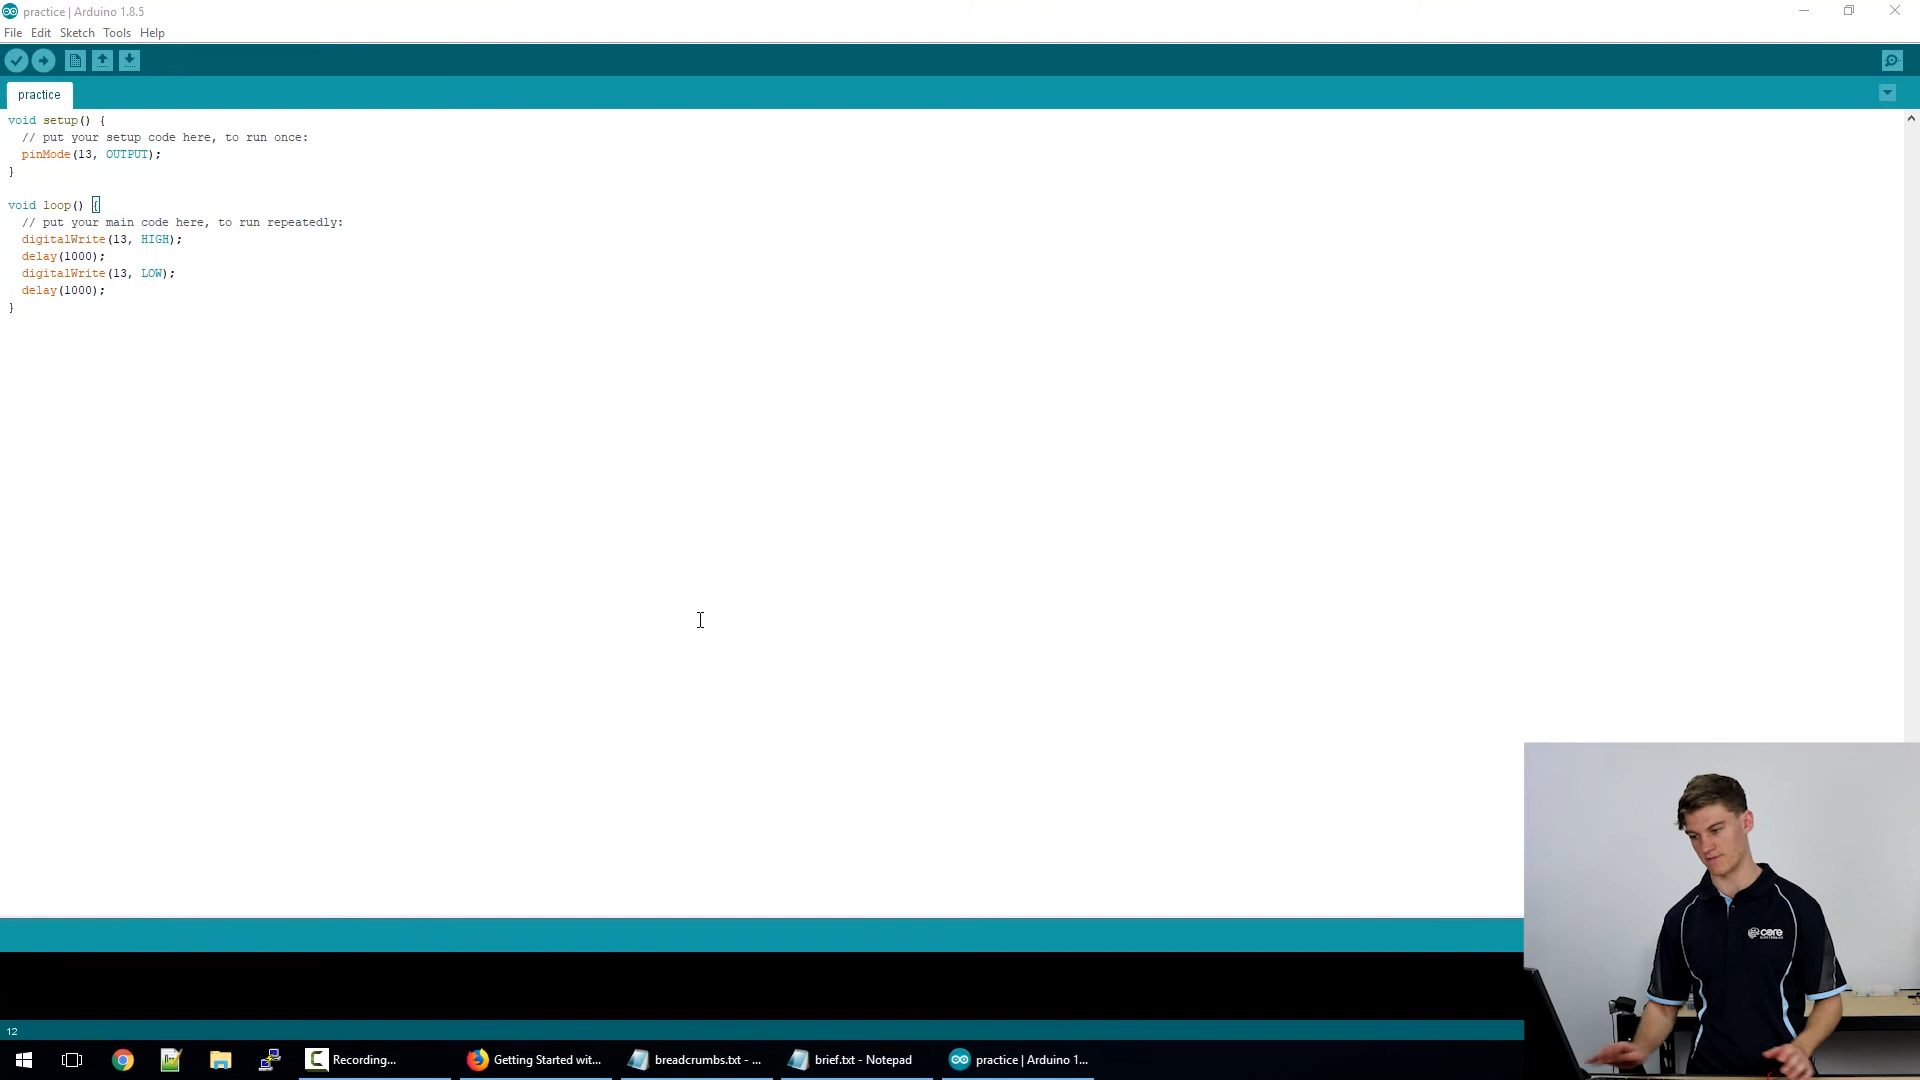 practice | Arduino 1.8.5
File Edit Sketch Tools Help
practice
void setup() {
// put your setup code here, to run once:
pinMode(13, OUTPUT);
}
void loop() {
// put your main code here, to run repeatedly:
digitalWrite(13, HIGH);
delay(1000);
digitalWrite(13, LOW);
delay(1000);
}
core
ELECTRONICS
12
Recording...
Getting Started wit...
breadcrumbs.txt - ...
brief.txt - Notepad
practice | Arduino 1...